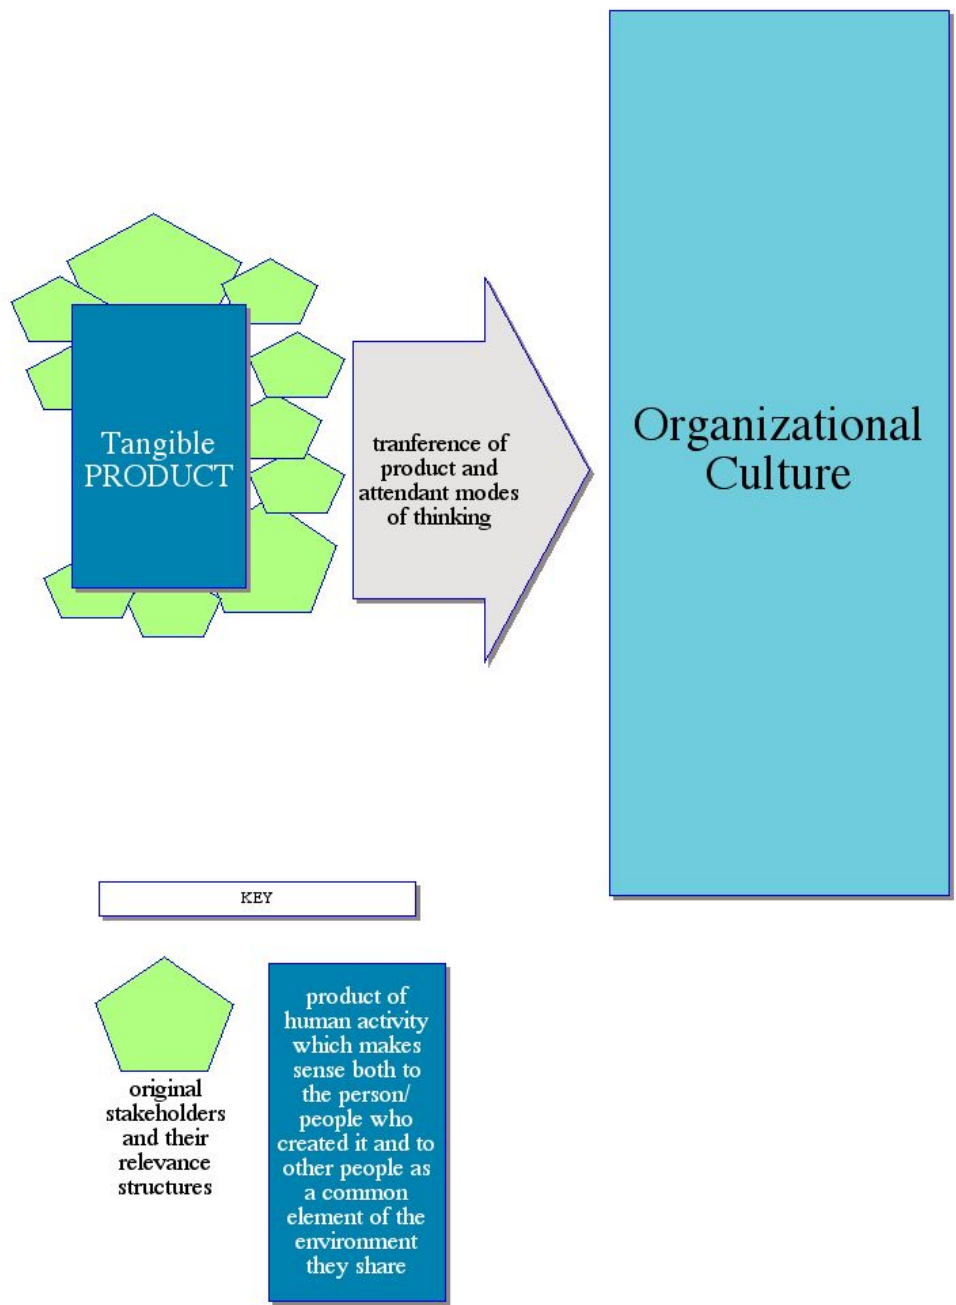 Tangible
PRODUCT
tranference of
product and
attendant modes
of thinking
Organizational
Culture
KEY
original
stakeholders
and their
relevance
structures
product of
human activity
which makes
sense both to
the person/
people who
created it and to
other people as
a common
element of the
environment
they share